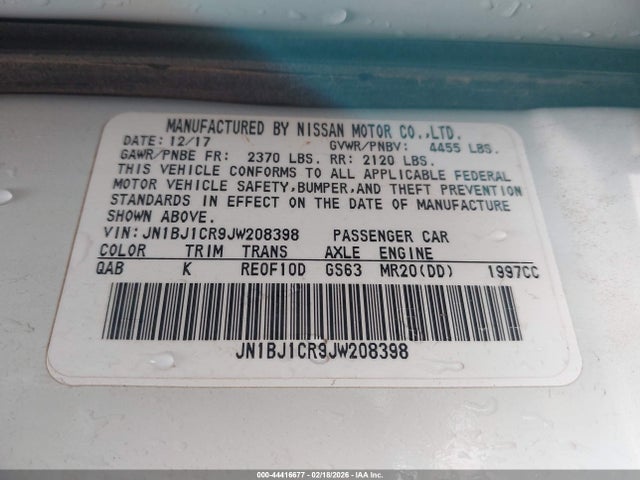 MANUFACTURED BY NISSAN MOTOR CO.,LTD.
DATE: 12/17 GVWR/PNBV: 4455 LBS.
GAWR/PNBE FR: 2370 LBS. RR: 2120 LBS.
THIS VEHICLE CONFORMS TO ALL APPLICABLE FEDERAL
MOTOR VEHICLE SAFETY,BUMPER,AND THEFT PREVENTION
STANDARDS IN EFFECT ON THE DATE OF MANUFACTURE
SHOWN ABOVE.
VIN:JN1BJ1CR9JW208398 PASSENGER CAR
COLOR TRIM TRANS AXLE ENGINE
QAB K RE0F10D GS63 MR20(DD) 1997CC
JN1BJ1CR9JW208398
000-44416677 - 02/18/2026 - IAA Inc.